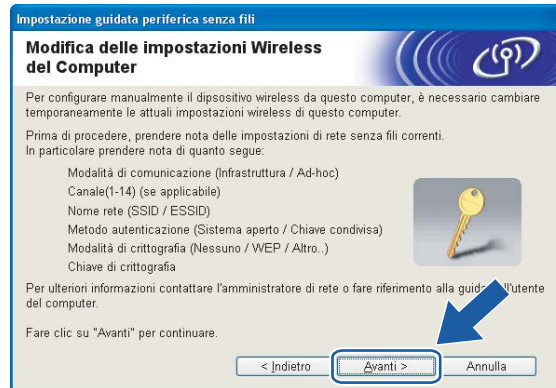 Impostazione guidata periferica senza fili
Modifica delle impostazioni Wireless
del Computer
Per configurare manualmente il dipsositivo wireless da questo computer, è necessario cambiare
temporaneamente le attuali impostazioni wireless di questo computer.
Prima di procedere, prendere nota delle impostazioni di rete senza fili correnti.
In particolare prendere nota di quanto segue:
Modalità di comunicazione (Infrastruttura / Ad-hoc)
Canale(1-14) (se applicabile)
Nome rete (SSID / ESSID)
Metodo autenticazione (Sistema aperto / Chiave condivisa)
Modalità di crittografia (Nessuno / WEP / Altro..)
Chiave di crittografia
Per ulteriori informazioni contattare l'amministratore di rete o fare riferimento alla guida all'utente
del computer.
Fare clic su "Avanti" per continuare.
< Indietro
Avanti >
Annulla